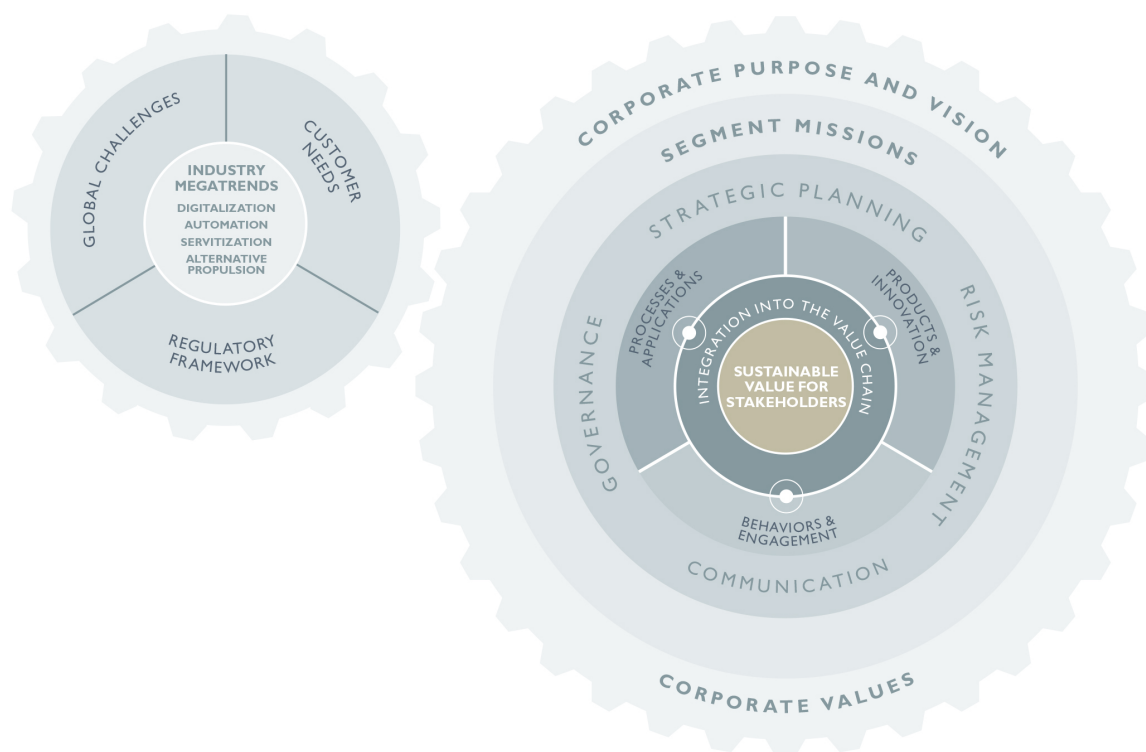 GLOBAL CHALLENGES
CUSTOMER
NEEDS
INDUSTRY
MEGATRENDS
DIGITALIZATION
AUTOMATION
SERVITIZATION
ALTERNATIVE
PROPULSION
REGULATORY
FRAMEWORK
CORPORATE PURPOSE AND VISION
SEGMENT MISSIONS
STRATEGIC PLANNING
GOVERNANCE
RISK MANAGEMENT
PROCESSES &
APPLICATIONS
PRODUCTS &
INNOVATION
INTEGRATION INTO THE VALUE CHAIN
SUSTAINABLE
VALUE FOR
STAKEHOLDERS
BEHAVIORS &
ENGAGEMENT
COMMUNICATION
CORPORATE VALUES